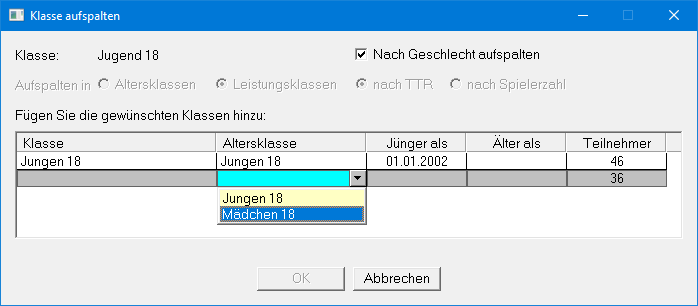 Klasse aufspalten
Klasse: Jugend 18 Nach Geschlecht aufspalten
Aufspalten in Altersklassen Leistungsklassen nach TTR nach Spielerzahl
Fügen Sie die gewünschten Klassen hinzu:
Klasse Altersklasse Jünger als Älter als Teilnehmer
Jungen 18 Jungen 18 01.01.2002 46
36
Jungen 18
Mädchen 18
OK Abbrechen